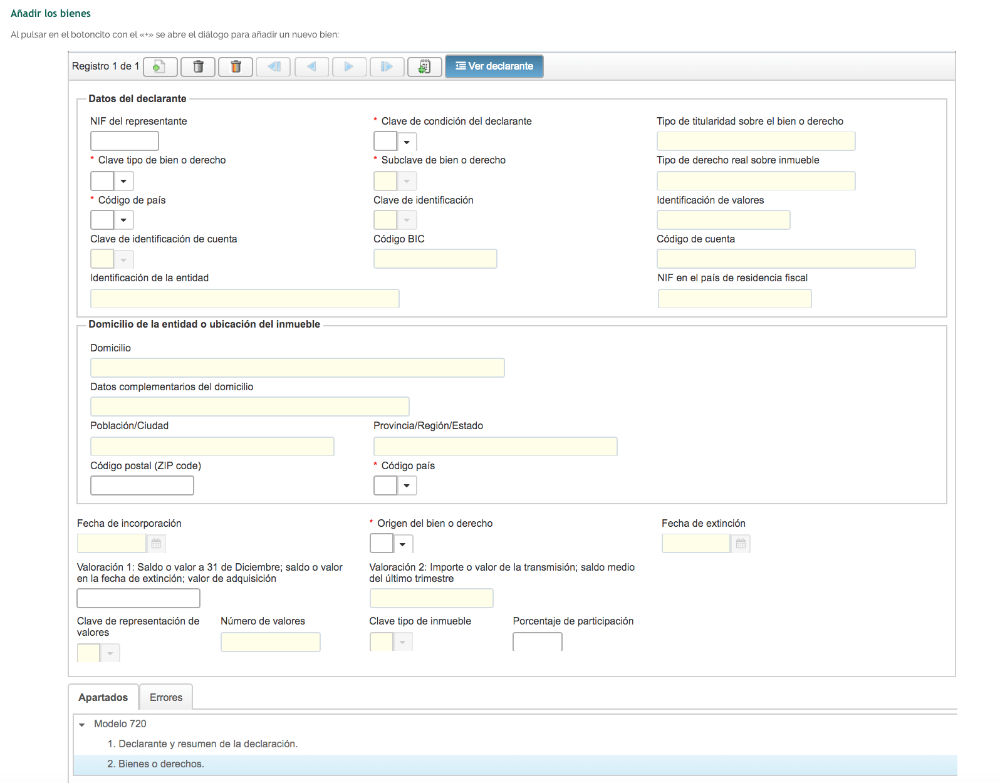 Añadir los bienes
Al pulsar en el botoncito con el «+» se abre el diálogo para añadir un nuevo bien:
Registro 1 de 1
Ver declarante
Datos del declarante
NIF del representante
* Clave de condición del declarante
Tipo de titularidad sobre el bien o derecho
* Clave tipo de bien o derecho
* Subclave de bien o derecho
Tipo de derecho real sobre inmueble
* Código de país
Clave de identificación
Identificación de valores
Clave de identificación de cuenta
Código BIC
Código de cuenta
Identificación de la entidad
NIF en el país de residencia fiscal
Domicilio de la entidad o ubicación del inmueble
Domicilio
Datos complementarios del domicilio
Población/Ciudad
Provincia/Región/Estado
Código postal (ZIP code)
* Código país
Fecha de incorporación
* Origen del bien o derecho
Fecha de extinción
Valoración 1: Saldo o valor a 31 de Diciembre; saldo o valor
en la fecha de extinción; valor de adquisición
Valoración 2: Importe o valor de la transmisión; saldo medio
del último trimestre
Clave de representación de
valores
Número de valores
Clave tipo de inmueble
Porcentaje de participación
Apartados
Errores
Modelo 720
1. Declarante y resumen de la declaración.
2. Bienes o derechos.